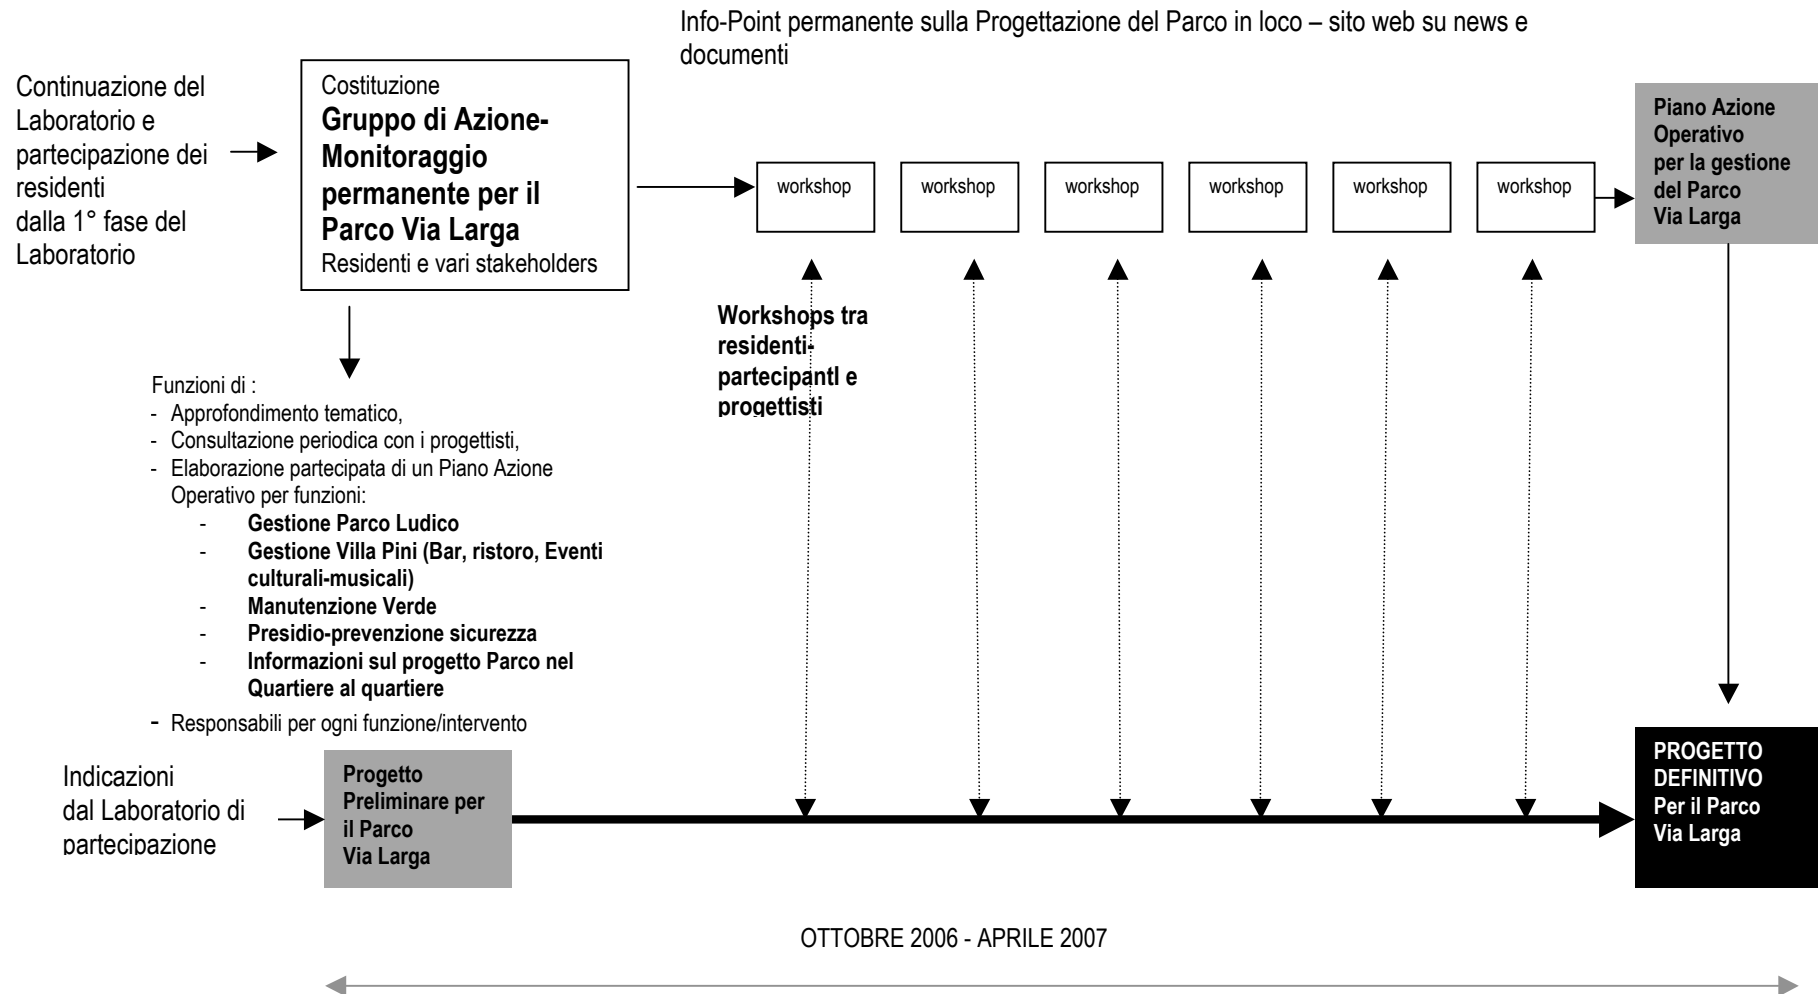 Info-Point permanente sulla Progettazione del Parco in loco – sito web su news e
documenti
Continuazione del
Laboratorio e
partecipazione dei
residenti
dalla 1° fase del
Laboratorio
Costituzione
Gruppo di Azione-
Monitoraggio
permanente per il
Parco Via Larga
Residenti e vari stakeholders
workshop
workshop
workshop
workshop
workshop
workshop
Piano Azione
Operativo
per la gestione
del Parco
Via Larga
Workshops tra
residenti-
partecipantI e
progettisti
Funzioni di :
- Approfondimento tematico,
- Consultazione periodica con i progettisti,
- Elaborazione partecipata di un Piano Azione
Operativo per funzioni:
- Gestione Parco Ludico
- Gestione Villa Pini (Bar, ristoro, Eventi
culturali-musicali)
- Manutenzione Verde
- Presidio-prevenzione sicurezza
- Informazioni sul progetto Parco nel
Quartiere al quartiere
- Responsabili per ogni funzione/intervento
Indicazioni
dal Laboratorio di
partecipazione
Progetto
Preliminare per
il Parco
Via Larga
PROGETTO
DEFINITIVO
Per il Parco
Via Larga
OTTOBRE 2006 - APRILE 2007